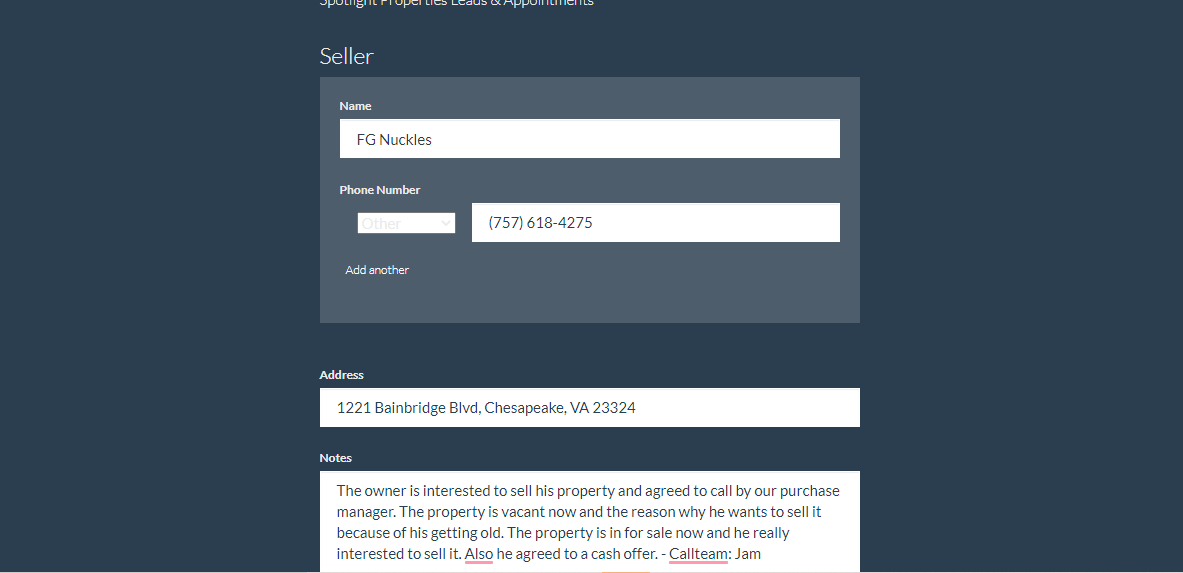 Spotlight Properties Leads & Appointments
Seller
Name
FG Nuckles
Phone Number
Other
(757) 618-4275
Add another
Address
1221 Bainbridge Blvd, Chesapeake, VA 23324
Notes
The owner is interested to sell his property and agreed to call by our purchase
manager. The property is vacant now and the reason why he wants to sell it
because of his getting old. The property is in for sale now and he really
interested to sell it. Also he agreed to a cash offer. - Callteam: Jam